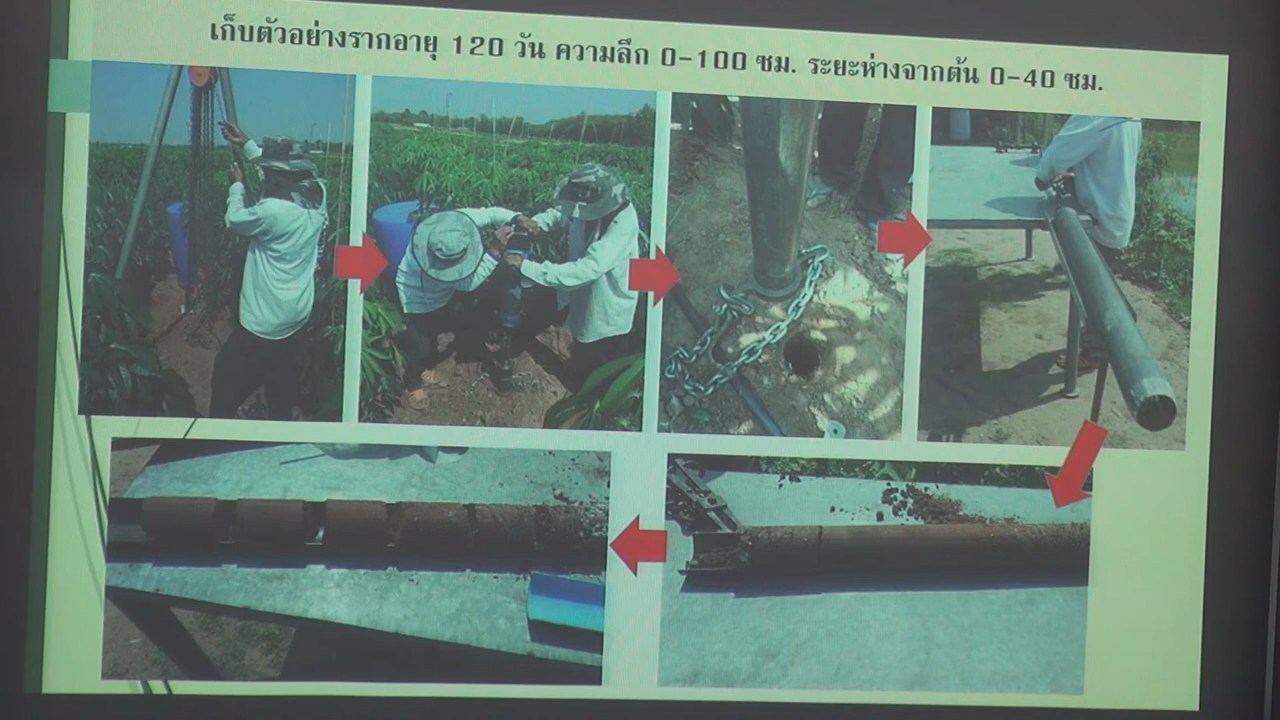 เก็บตัวอย่างรากอายุ 120 วัน ความลึก 0-100 ซม. ระยะห่างจากต้น 0-40 ซม.